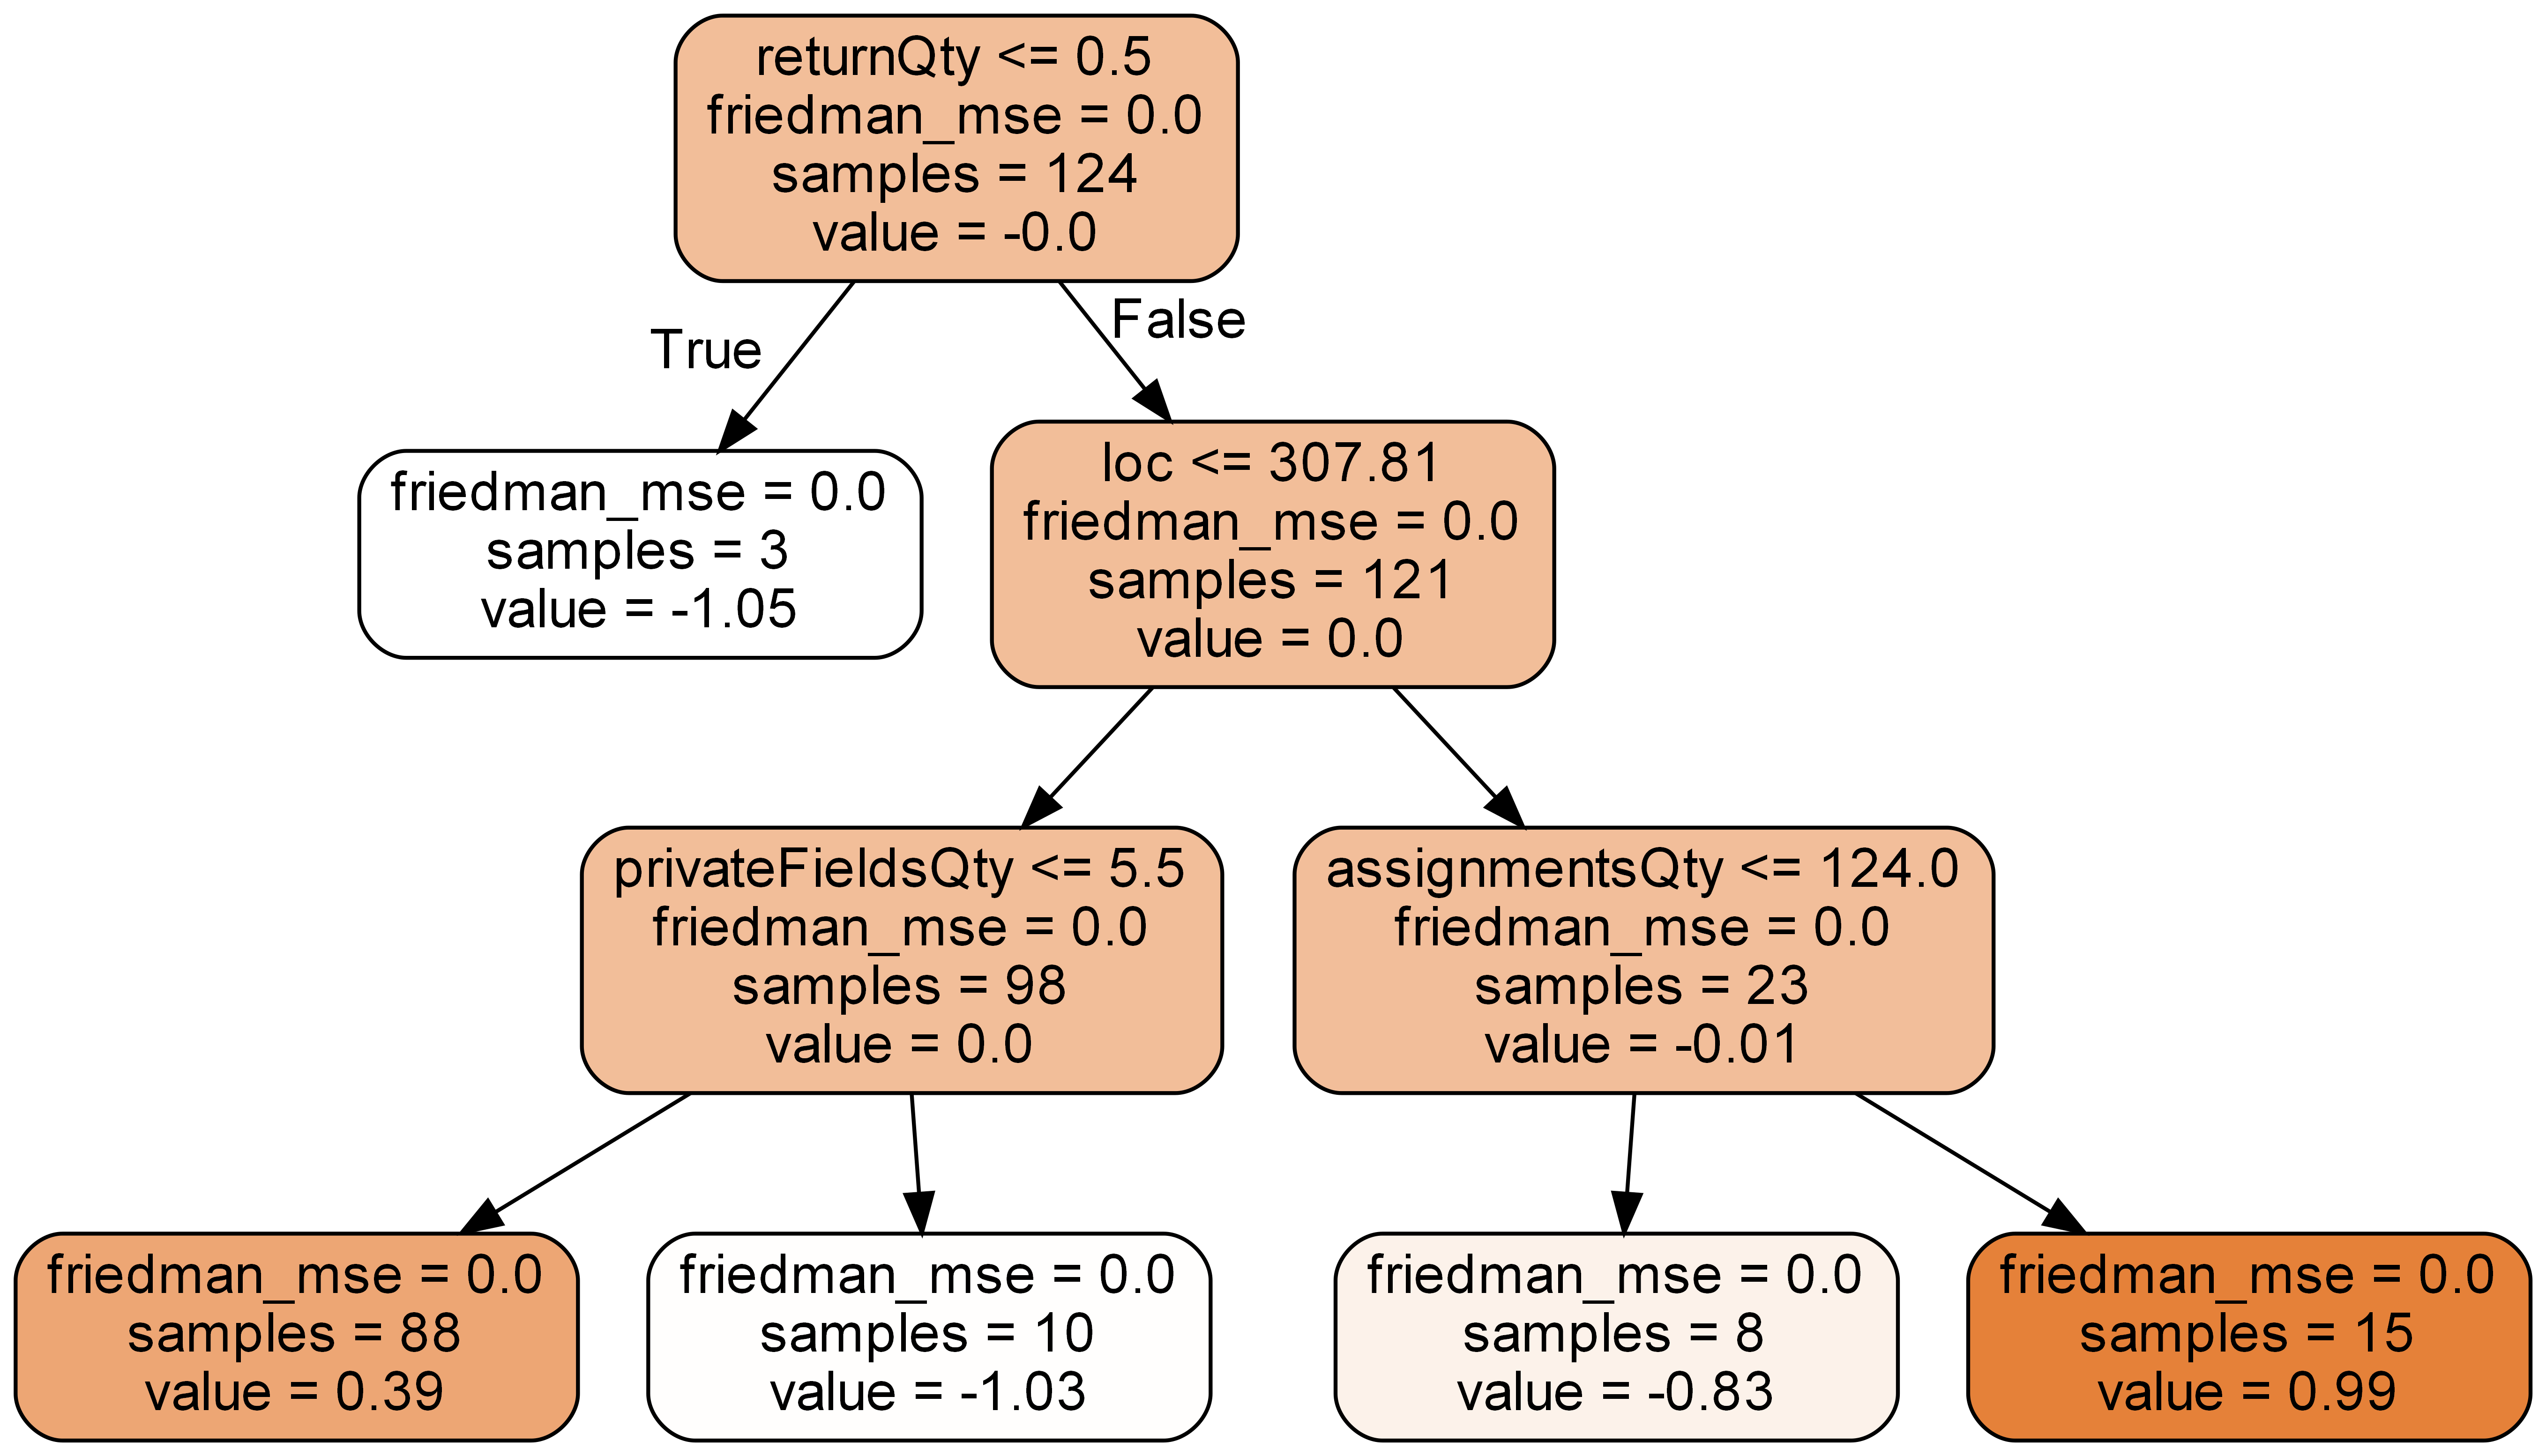 returnQty <= 0.5
friedman_mse = 0.0
samples = 124
value = -0.0
True
False
friedman_mse = 0.0
samples = 3
value = -1.05
loc <= 307.81
friedman_mse = 0.0
samples = 121
value = 0.0
privateFieldsQty <= 5.5
friedman_mse = 0.0
samples = 98
value = 0.0
assignmentsQty <= 124.0
friedman_mse = 0.0
samples = 23
value = -0.01
friedman_mse = 0.0
samples = 88
value = 0.39
friedman_mse = 0.0
samples = 10
value = -1.03
friedman_mse = 0.0
samples = 8
value = -0.83
friedman_mse = 0.0
samples = 15
value = 0.99